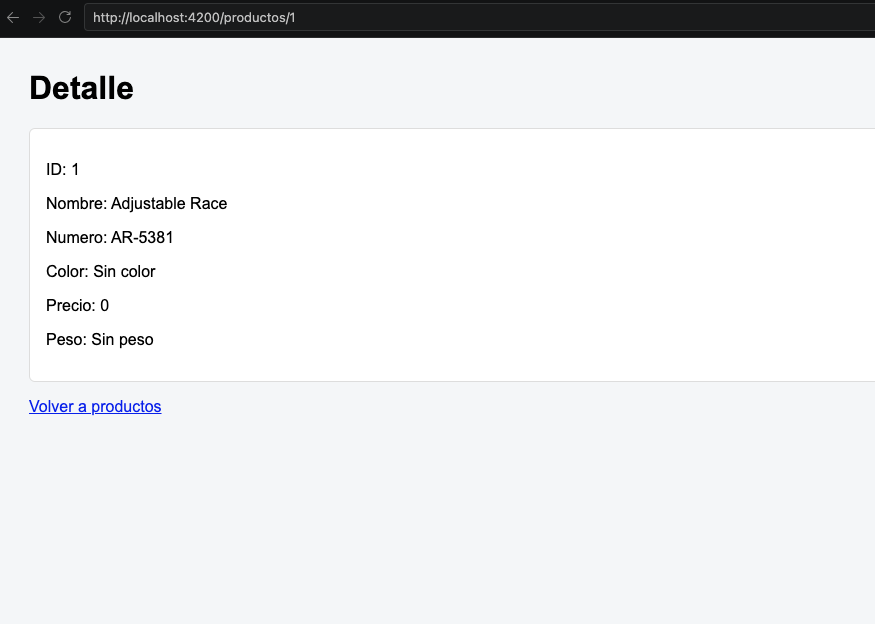 http://localhost:4200/productos/1
Detalle
ID: 1
Nombre: Adjustable Race
Numero: AR-5381
Color: Sin color
Precio: 0
Peso: Sin peso
Volver a productos